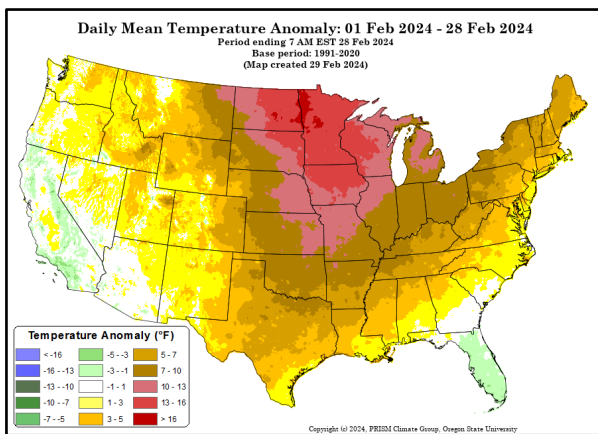 Daily Mean Temperature Anomaly: 01 Feb 2024 - 28 Feb 2024
Period ending 7 AM EST 28 Feb 2024
Base period: 1991-2020
(Map created 29 Feb 2024)
Temperature Anomaly (°F)
< -16
-16 - -13
-13 - -10
-10 - -7
-7 - -5
-5 - -3
-3 - -1
-1 - 1
1 - 3
3 - 5
5 - 7
7 - 10
10 - 13
13 - 16
> 16
Copyright (c) 2024, PRISM Climate Group, Oregon State University